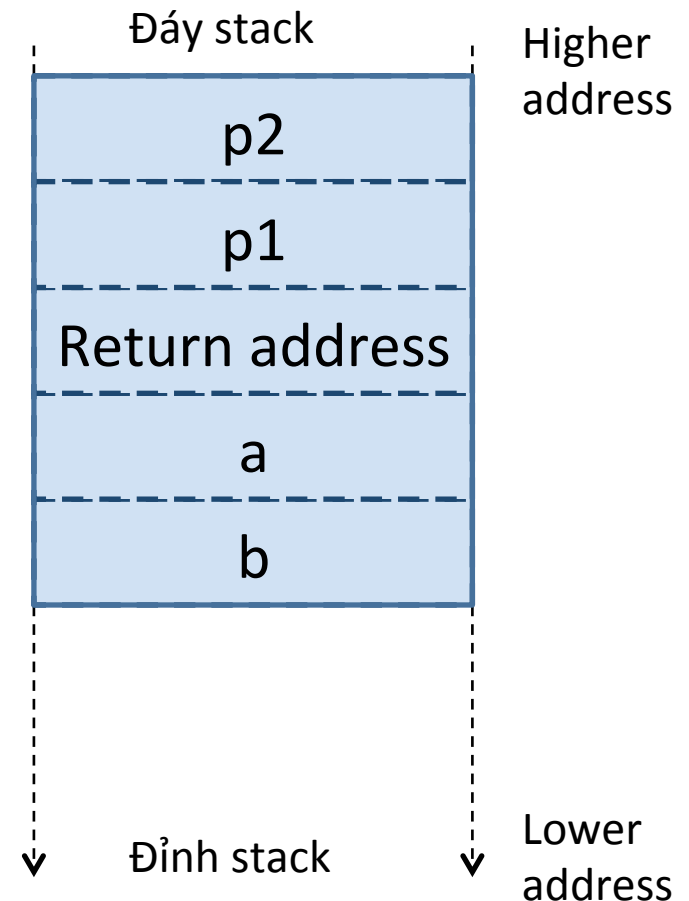 Đáy stack
Higher
address
p2
p1
Return address
a
b
Đỉnh stack
Lower
address